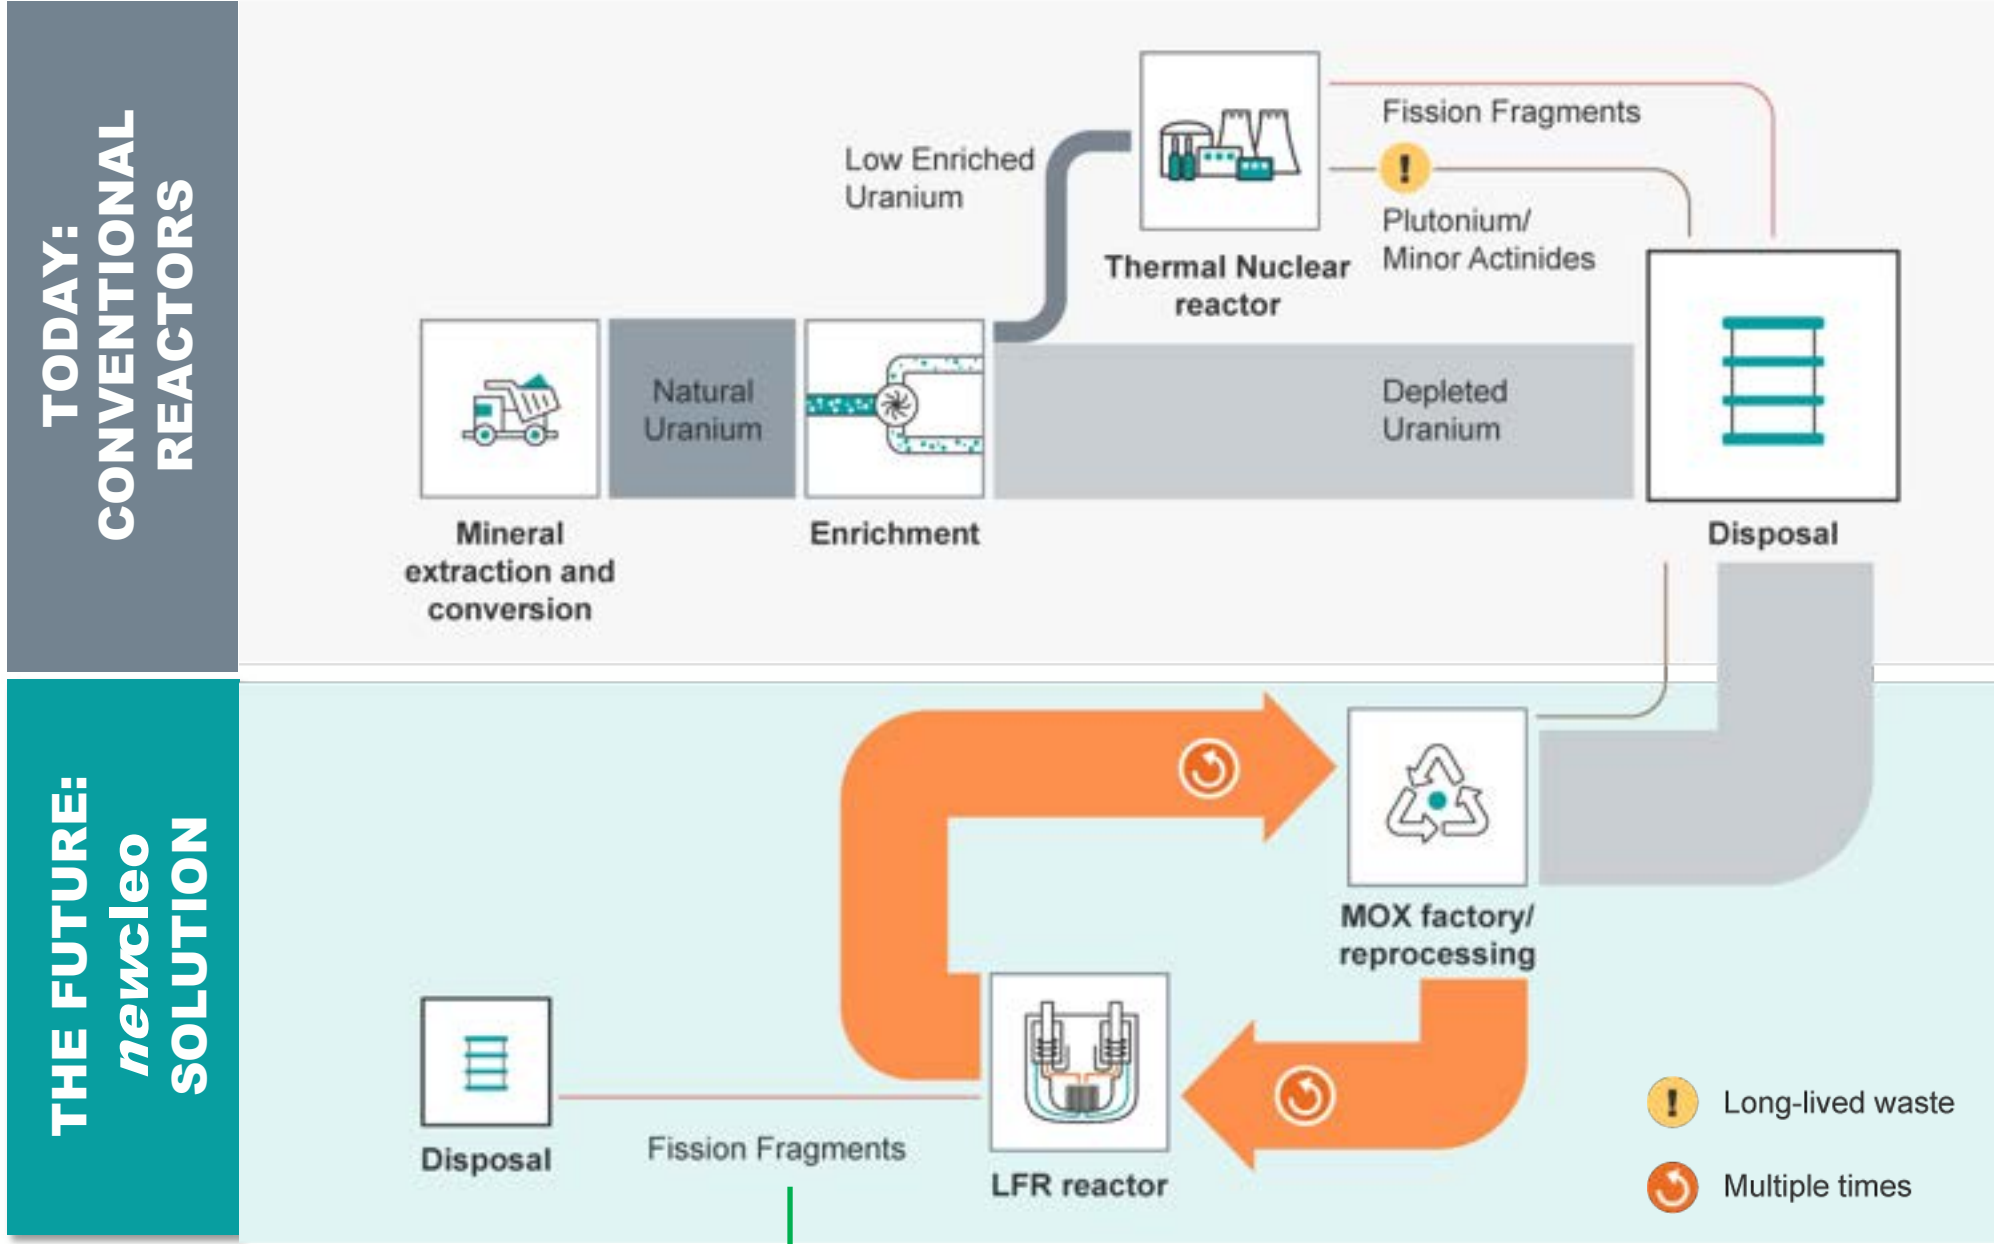 TODAY:
CONVENTIONAL
REACTORS
Low Enriched
Uranium
Fission Fragments
!
Plutonium/
Minor Actinides
Thermal Nuclear
reactor
Natural
Uranium
Depleted
Uranium
Mineral
extraction and
conversion
Enrichment
Disposal
THE FUTURE:
newcleo
SOLUTION
MOX factory/
reprocessing
Disposal
Fission Fragments
LFR reactor
! Long-lived waste
Multiple times